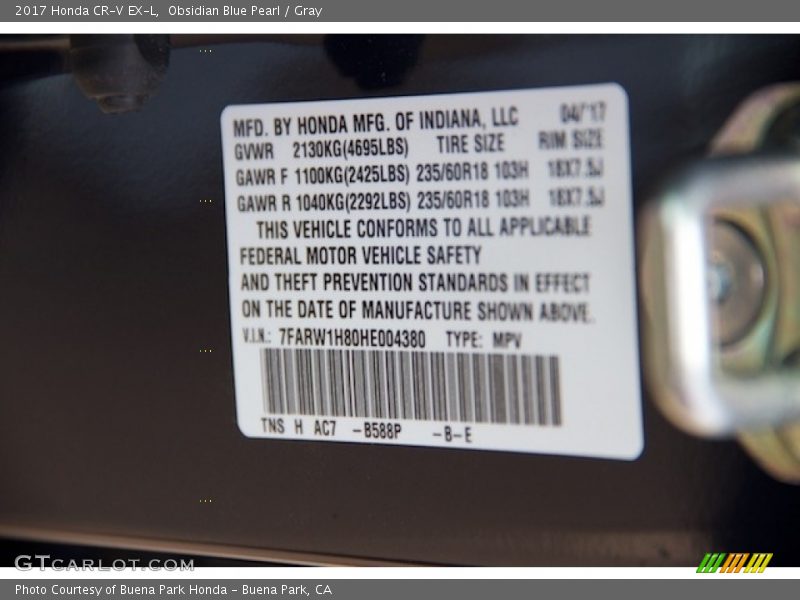 2017 Honda CR-V EX-L, Obsidian Blue Pearl / Gray
MFD. BY HONDA MFG. OF INDIANA, LLC 04/'17
GVWR 2130KG(4695LBS) TIRE SIZE RIM SIZE
GAWR F 1100KG(2425LBS) 235/60R18 103H 18X7.5J
GAWR R 1040KG(2292LBS) 235/60R18 103H 18X7.5J
THIS VEHICLE CONFORMS TO ALL APPLICABLE
FEDERAL MOTOR VEHICLE SAFETY
AND THEFT PREVENTION STANDARDS IN EFFECT
ON THE DATE OF MANUFACTURE SHOWN ABOVE.
V.I.N.: 7FARW1H80HE004380 TYPE: MPV
TNS H AC7 -B588P -B-E
GTCARLOT.COM
Photo Courtesy of Buena Park Honda - Buena Park, CA